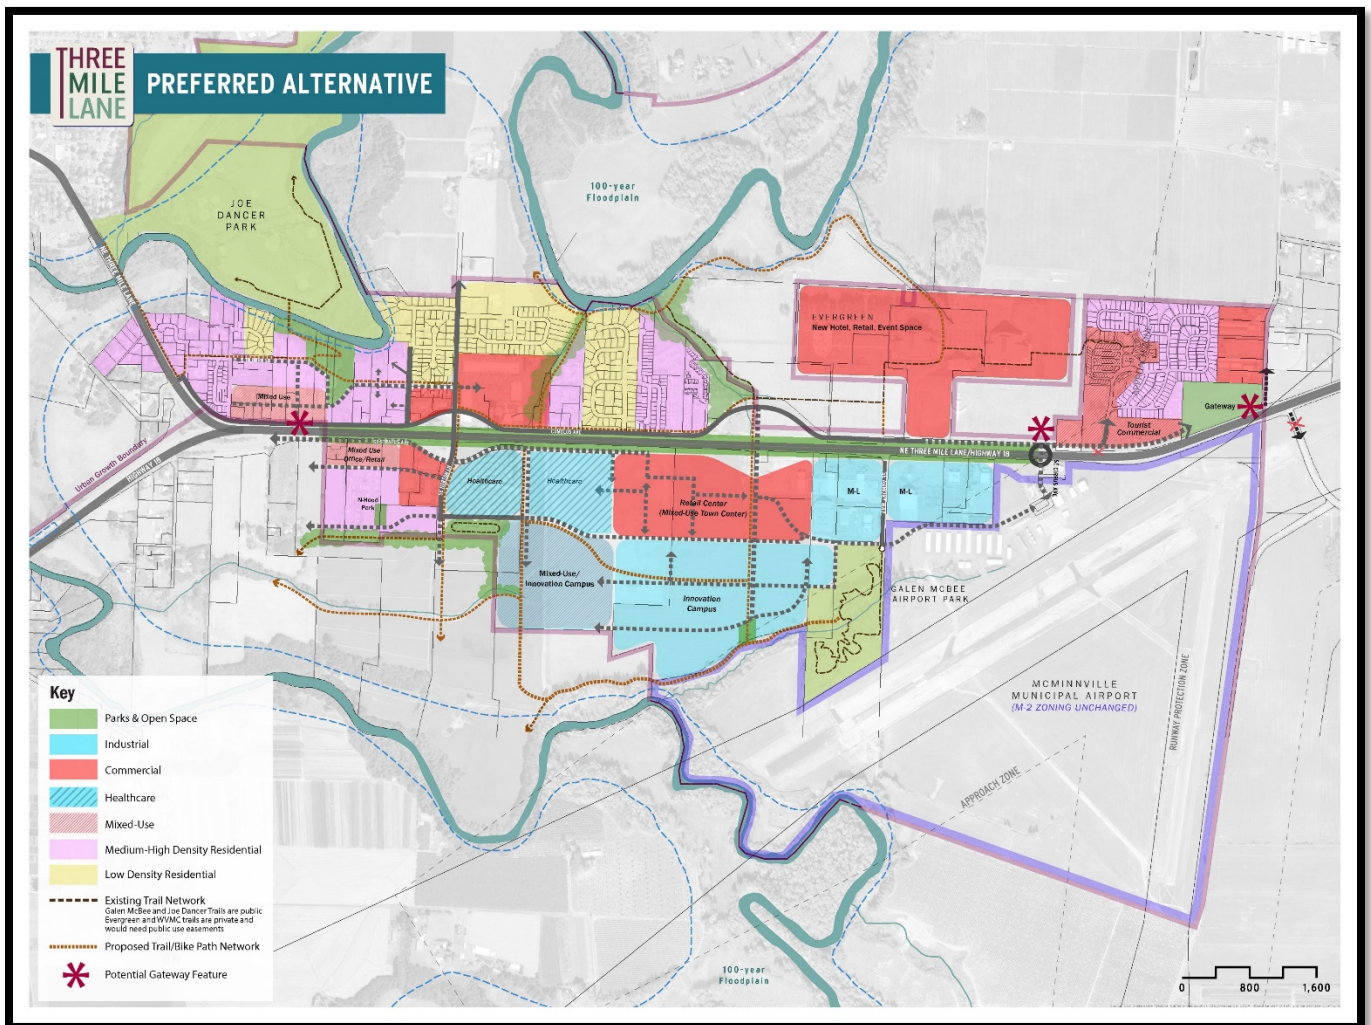 THREE
MILE
LANE
PREFERRED ALTERNATIVE
100-year
Floodplain
JOE
DANCER
PARK
NE THREE MILE LANE
EVERGREEN
New Hotel, Retail, Event Space
Mixed Use
Gateway
Tourist
Commercial
Urban Growth Boundary
HIGHWAY 18
NE THREE MILE LANE/HIGHWAY 18
Mixed Use
Office/Retail
Healthcare
Healthcare
N-Hood
Park
Retail Center
(Mixed-Use Town Center)
M-L
M-L
Mixed-Use/
Innovation Campus
Innovation
Campus
GALEN MCBEE
AIRPORT PARK
MCMINNVILLE
MUNICIPAL AIRPORT
(M-2 ZONING UNCHANGED)
RUNWAY PROTECTION ZONE
APPROACH ZONE
Key
Parks & Open Space
Industrial
Commercial
Healthcare
Mixed-Use
Medium-High Density Residential
Low Density Residential
Existing Trail Network
Galen McBee and Joe Dancer Trails are public
Evergreen and WVMC trails are private and
would need public use easements
Proposed Trail/Bike Path Network
Potential Gateway Feature
100-year
Floodplain
0 800 1,600